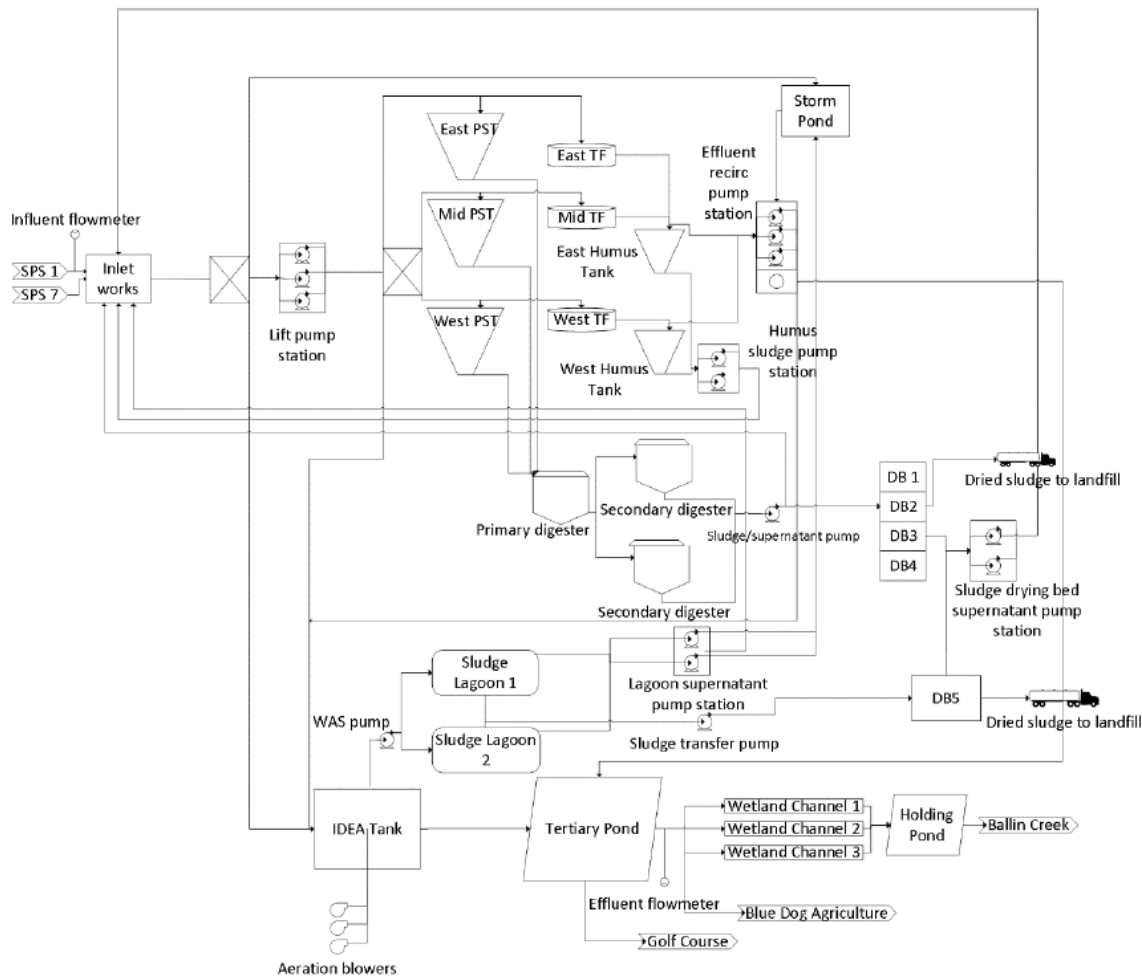 Storm
Pond
East PST
East TF
Effluent
recirc
pump
station
Influent flowmeter
Mid PST
Mid TF
East Humus
Tank
SPS 1
SPS 7
Inlet
works
Lift pump
station
West PST
West TF
West Humus
Tank
Humus
sludge pump
station
Primary digester
Secondary digester
Sludge/supernatant pump
DB 1
DB2
DB3
DB4
Dried sludge to landfill
Secondary digester
Sludge drying bed
supernatant pump
station
Sludge
Lagoon 1
Lagoon supernatant
pump station
WAS pump
Sludge Lagoon
2
Sludge transfer pump
DB5
Dried sludge to landfill
IDEA Tank
Tertiary Pond
Wetland Channel 1
Wetland Channel 2
Wetland Channel 3
Holding
Pond
Ballin Creek
Effluent flowmeter
Blue Dog Agriculture
Golf Course
Aeration blowers